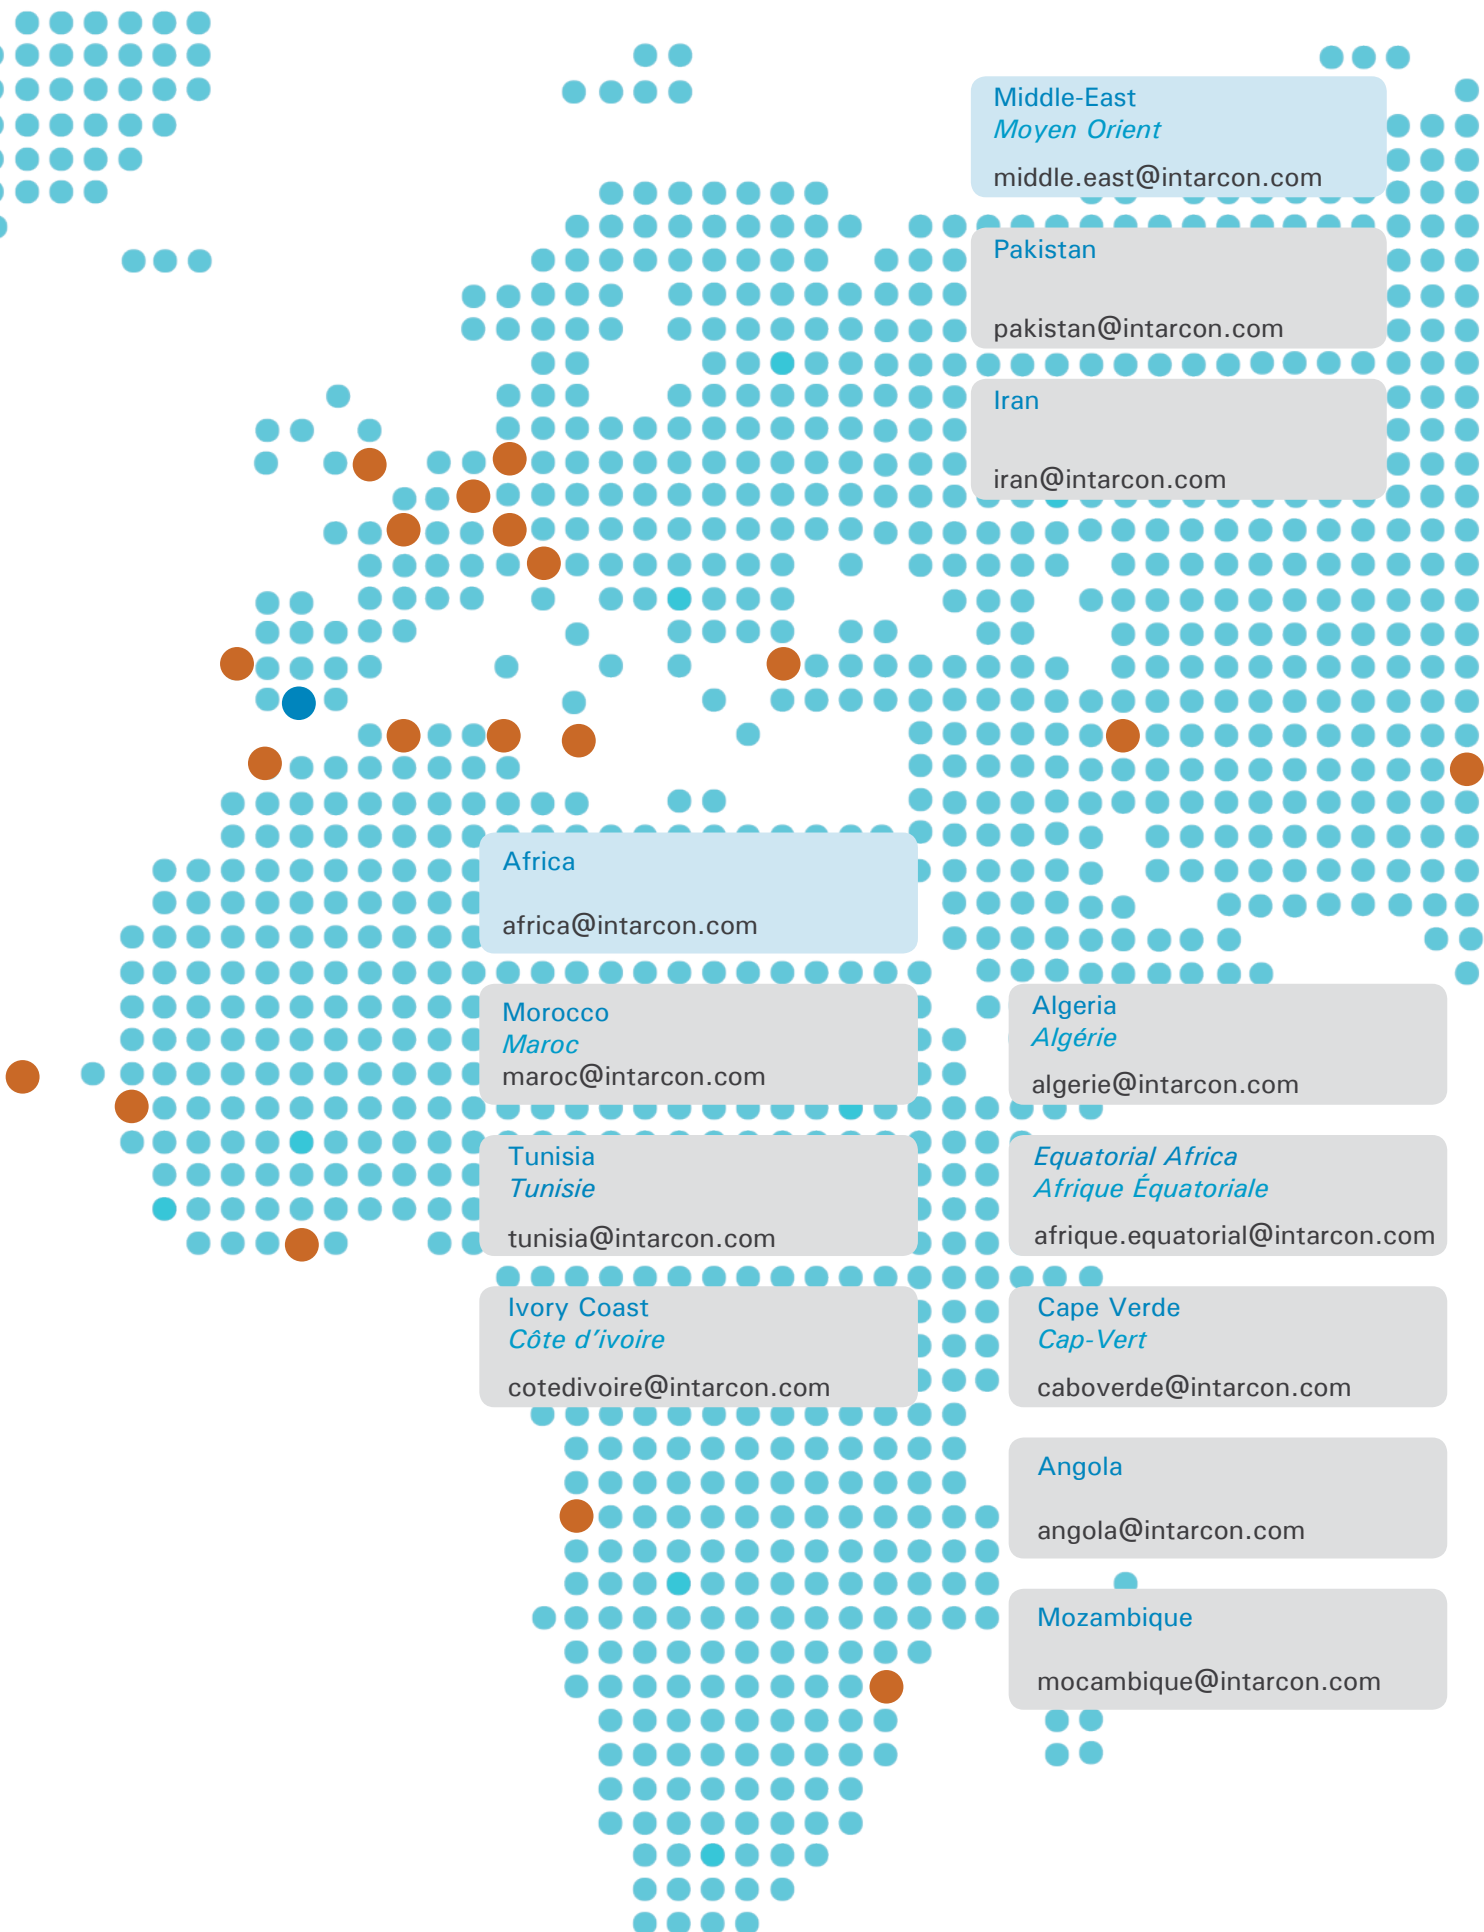 Middle-East
Moyen Orient
middle.east@intarcon.com
Pakistan
pakistan@intarcon.com
Iran
iran@intarcon.com
Africa
africa@intarcon.com
Morocco
Maroc
maroc@intarcon.com
Algeria
Algérie
algerie@intarcon.com
Tunisia
Tunisie
tunisia@intarcon.com
Equatorial Africa
Afrique Équatoriale
afrique.equatorial@intarcon.com
Ivory Coast
Côte d'ivoire
cotedivoire@intarcon.com
Cape Verde
Cap-Vert
caboverde@intarcon.com
Angola
angola@intarcon.com
Mozambique
mocambique@intarcon.com